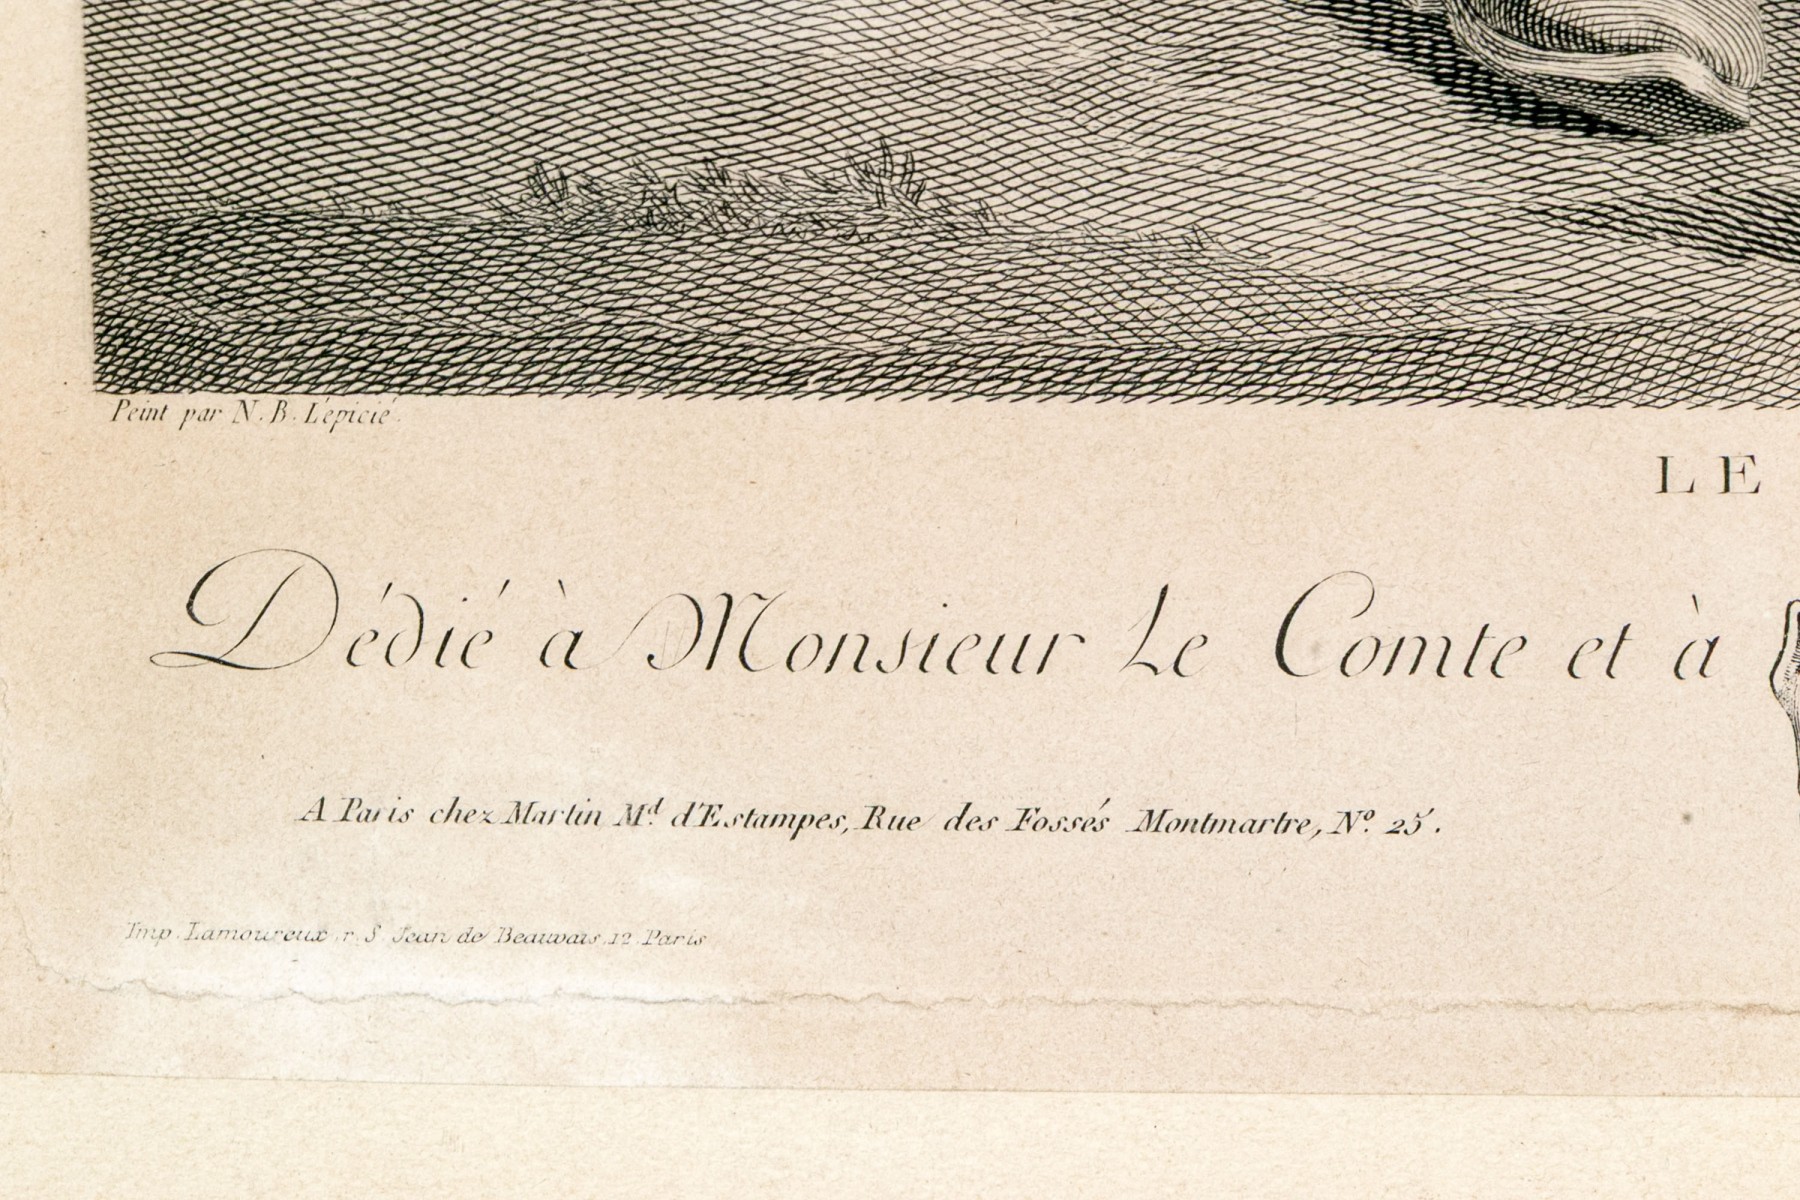 Peint par N. B. Lépicié.
LE
Dédié à Monsieur Le Comte et à
A Paris chez Martin Md. d'Estampes, Rue des Fossés Montmartre, No. 25.
Imp. Lamoureux, r. S. Jean de Beauvais, 12. Paris